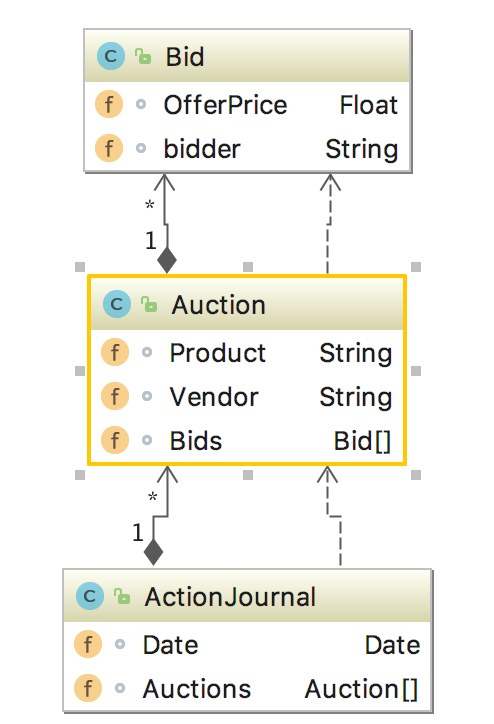 C Bid
f OfferPrice Float
f bidder String
*
1
C Auction
f Product String
f Vendor String
f Bids Bid[]
*
1
C ActionJournal
f Date Date
f Auctions Auction[]